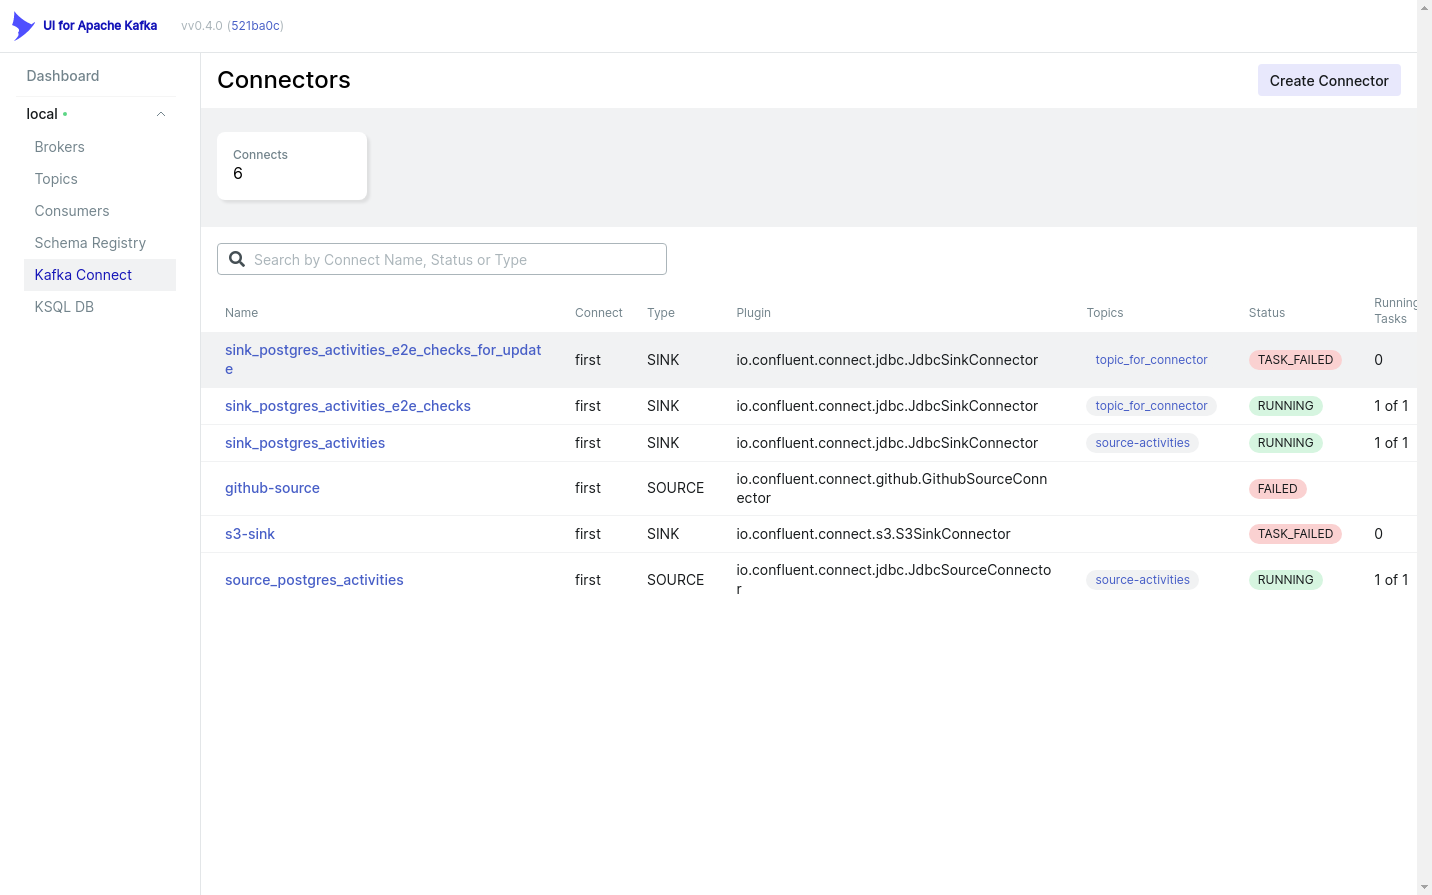 UI for Apache Kafka vv0.4.0 (521ba0c)
Dashboard
local
Brokers
Topics
Consumers
Schema Registry
Kafka Connect
KSQL DB
Connectors
Create Connector
Connects
6
Search by Connect Name, Status or Type
Name Connect Type Plugin Topics Status Running Tasks
sink_postgres_activities_e2e_checks_for_updat
e
first SINK io.confluent.connect.jdbc.JdbcSinkConnector topic_for_connector TASK_FAILED 0
sink_postgres_activities_e2e_checks first SINK io.confluent.connect.jdbc.JdbcSinkConnector topic_for_connector RUNNING 1 of 1
sink_postgres_activities first SINK io.confluent.connect.jdbc.JdbcSinkConnector source-activities RUNNING 1 of 1
github-source first SOURCE io.confluent.connect.github.GithubSourceConn
ector
FAILED
s3-sink first SINK io.confluent.connect.s3.S3SinkConnector TASK_FAILED 0
source_postgres_activities first SOURCE io.confluent.connect.jdbc.JdbcSourceConnecto
r
source-activities RUNNING 1 of 1